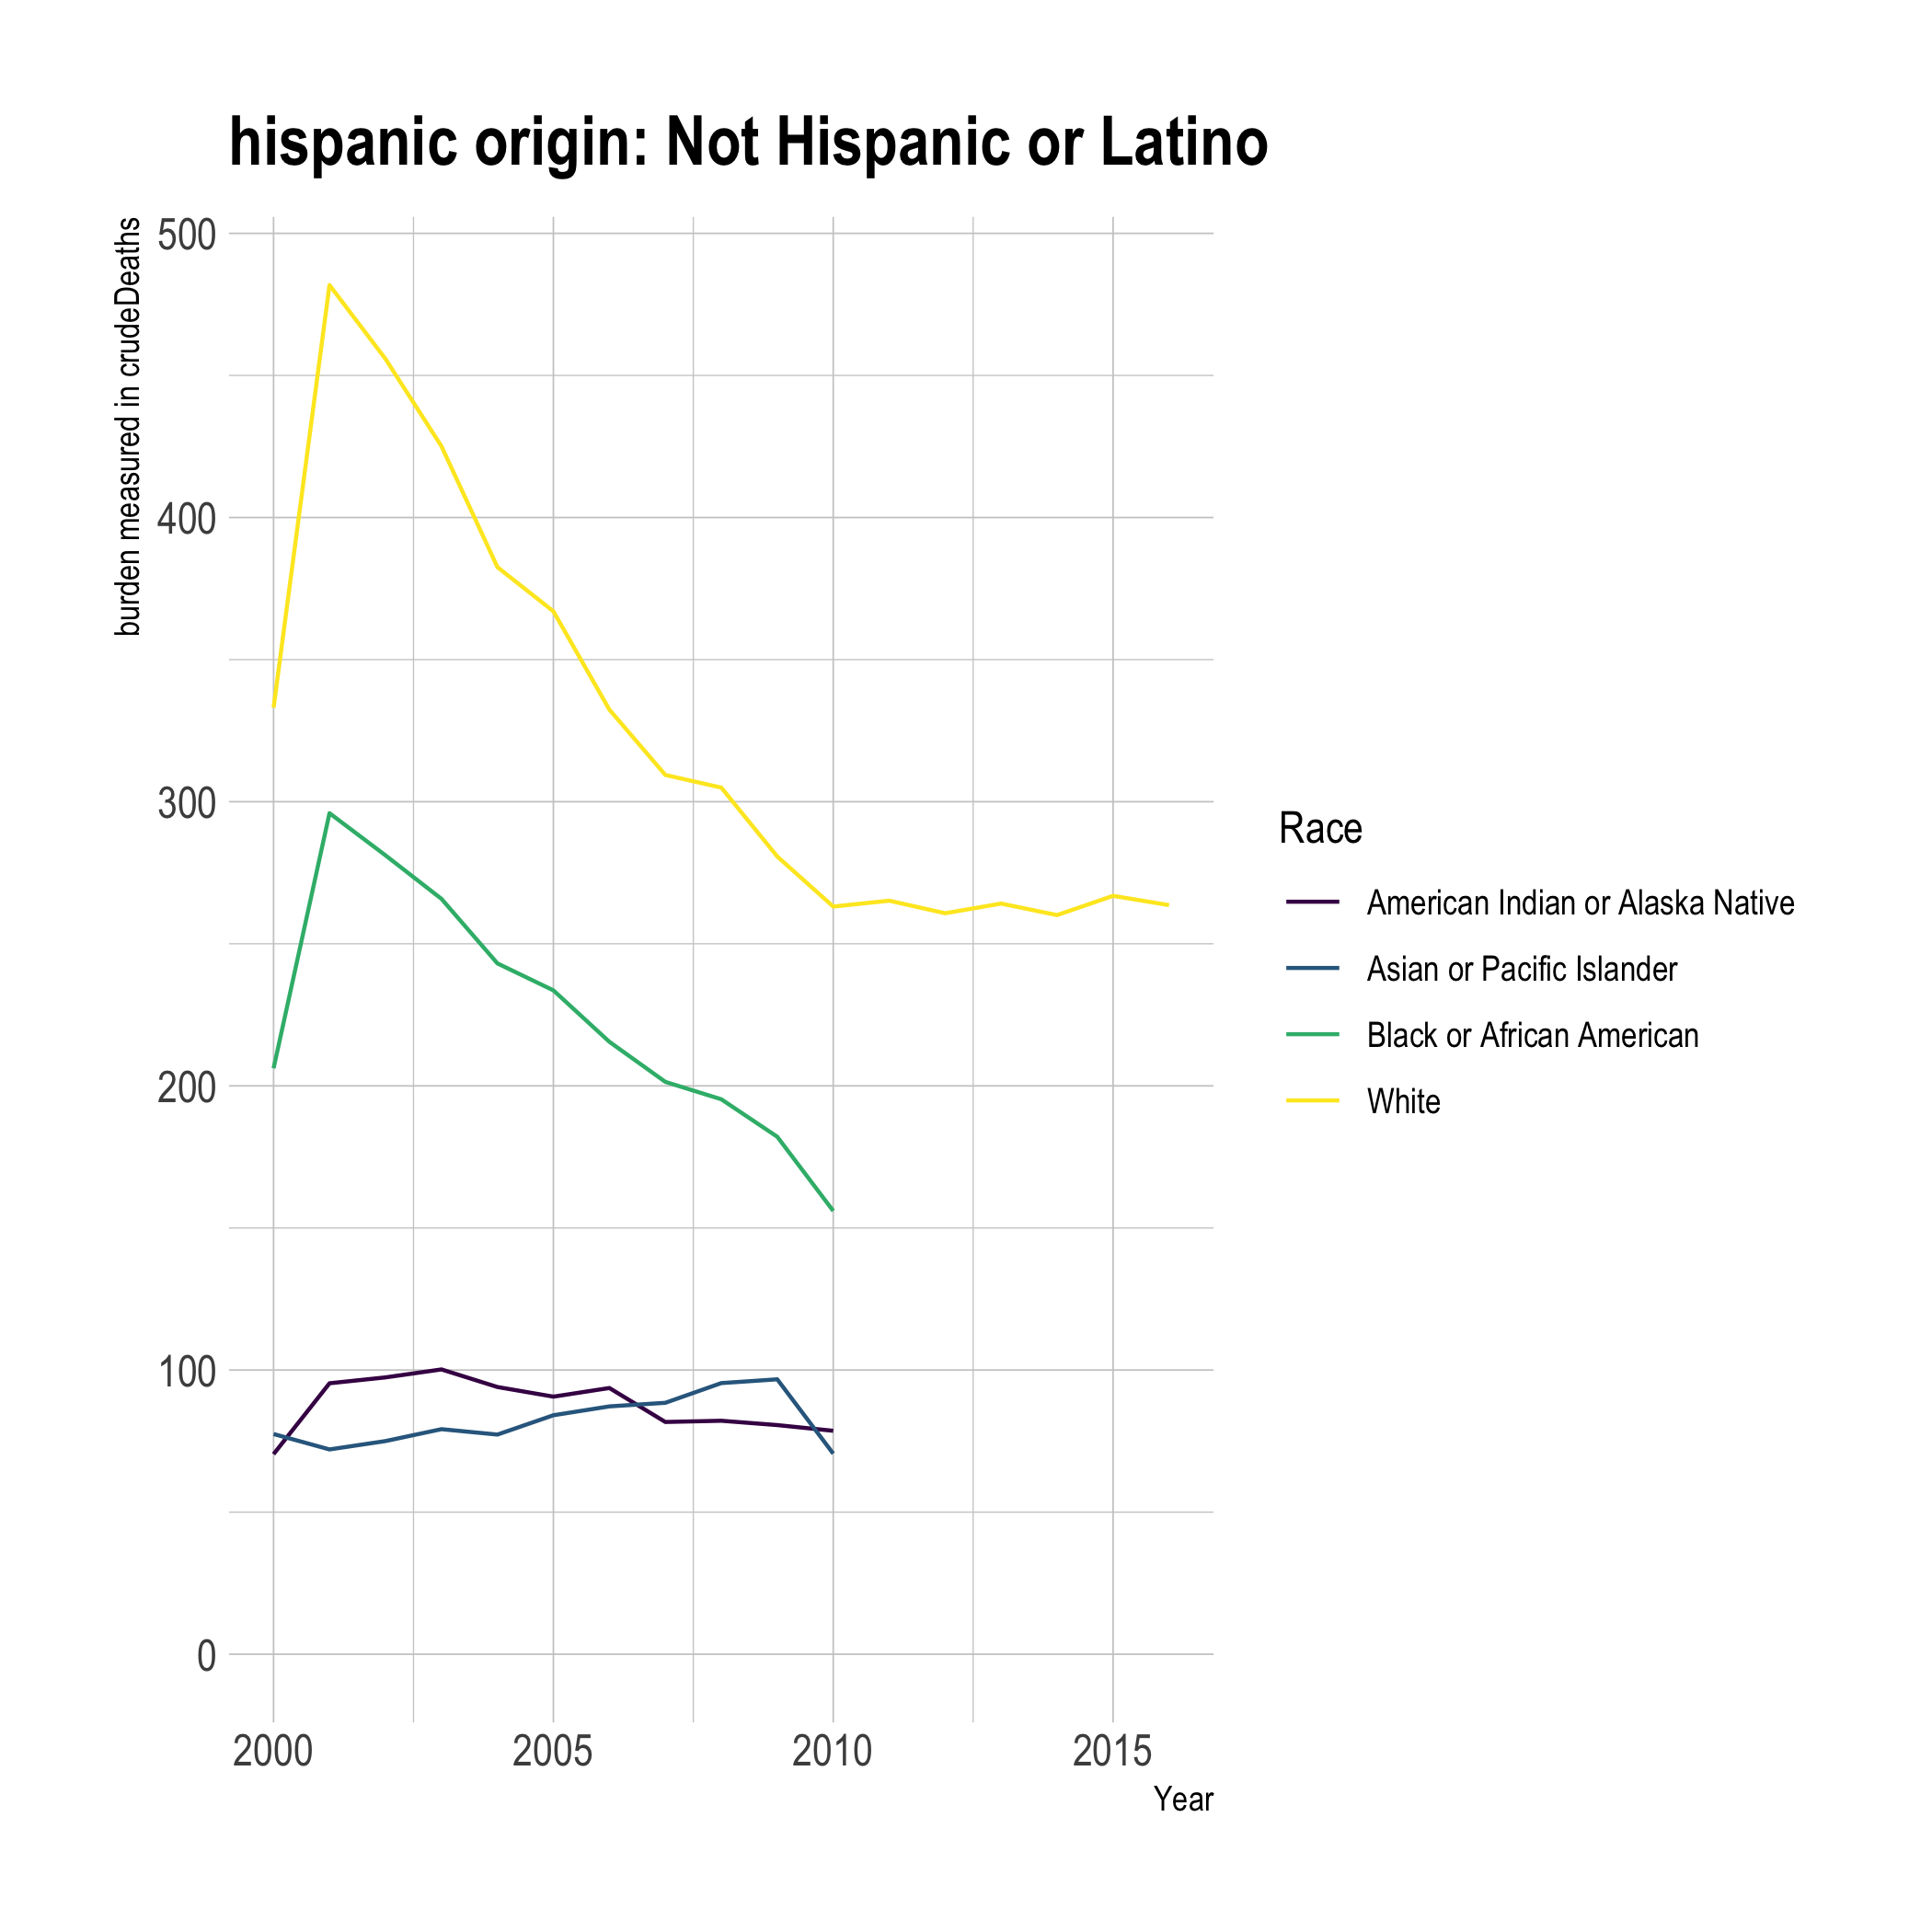 hispanic origin: Not Hispanic or Latino
burden measured in crudeDeaths
500
400
300
200
100
0
2000
2005
2010
2015
Year
Race
American Indian or Alaska Native
Asian or Pacific Islander
Black or African American
White